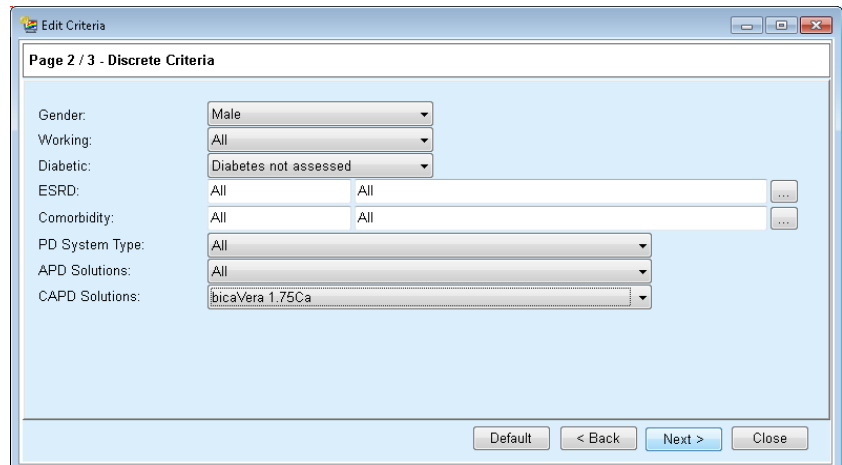 Edit Criteria
Page 2 / 3 - Discrete Criteria
Gender: Male
Working: All
Diabetic: Diabetes not assessed
ESRD: All All ...
Comorbidity: All All ...
PD System Type: All
APD Solutions: All
CAPD Solutions: bicaVera 1.75Ca
Default < Back Next > Close